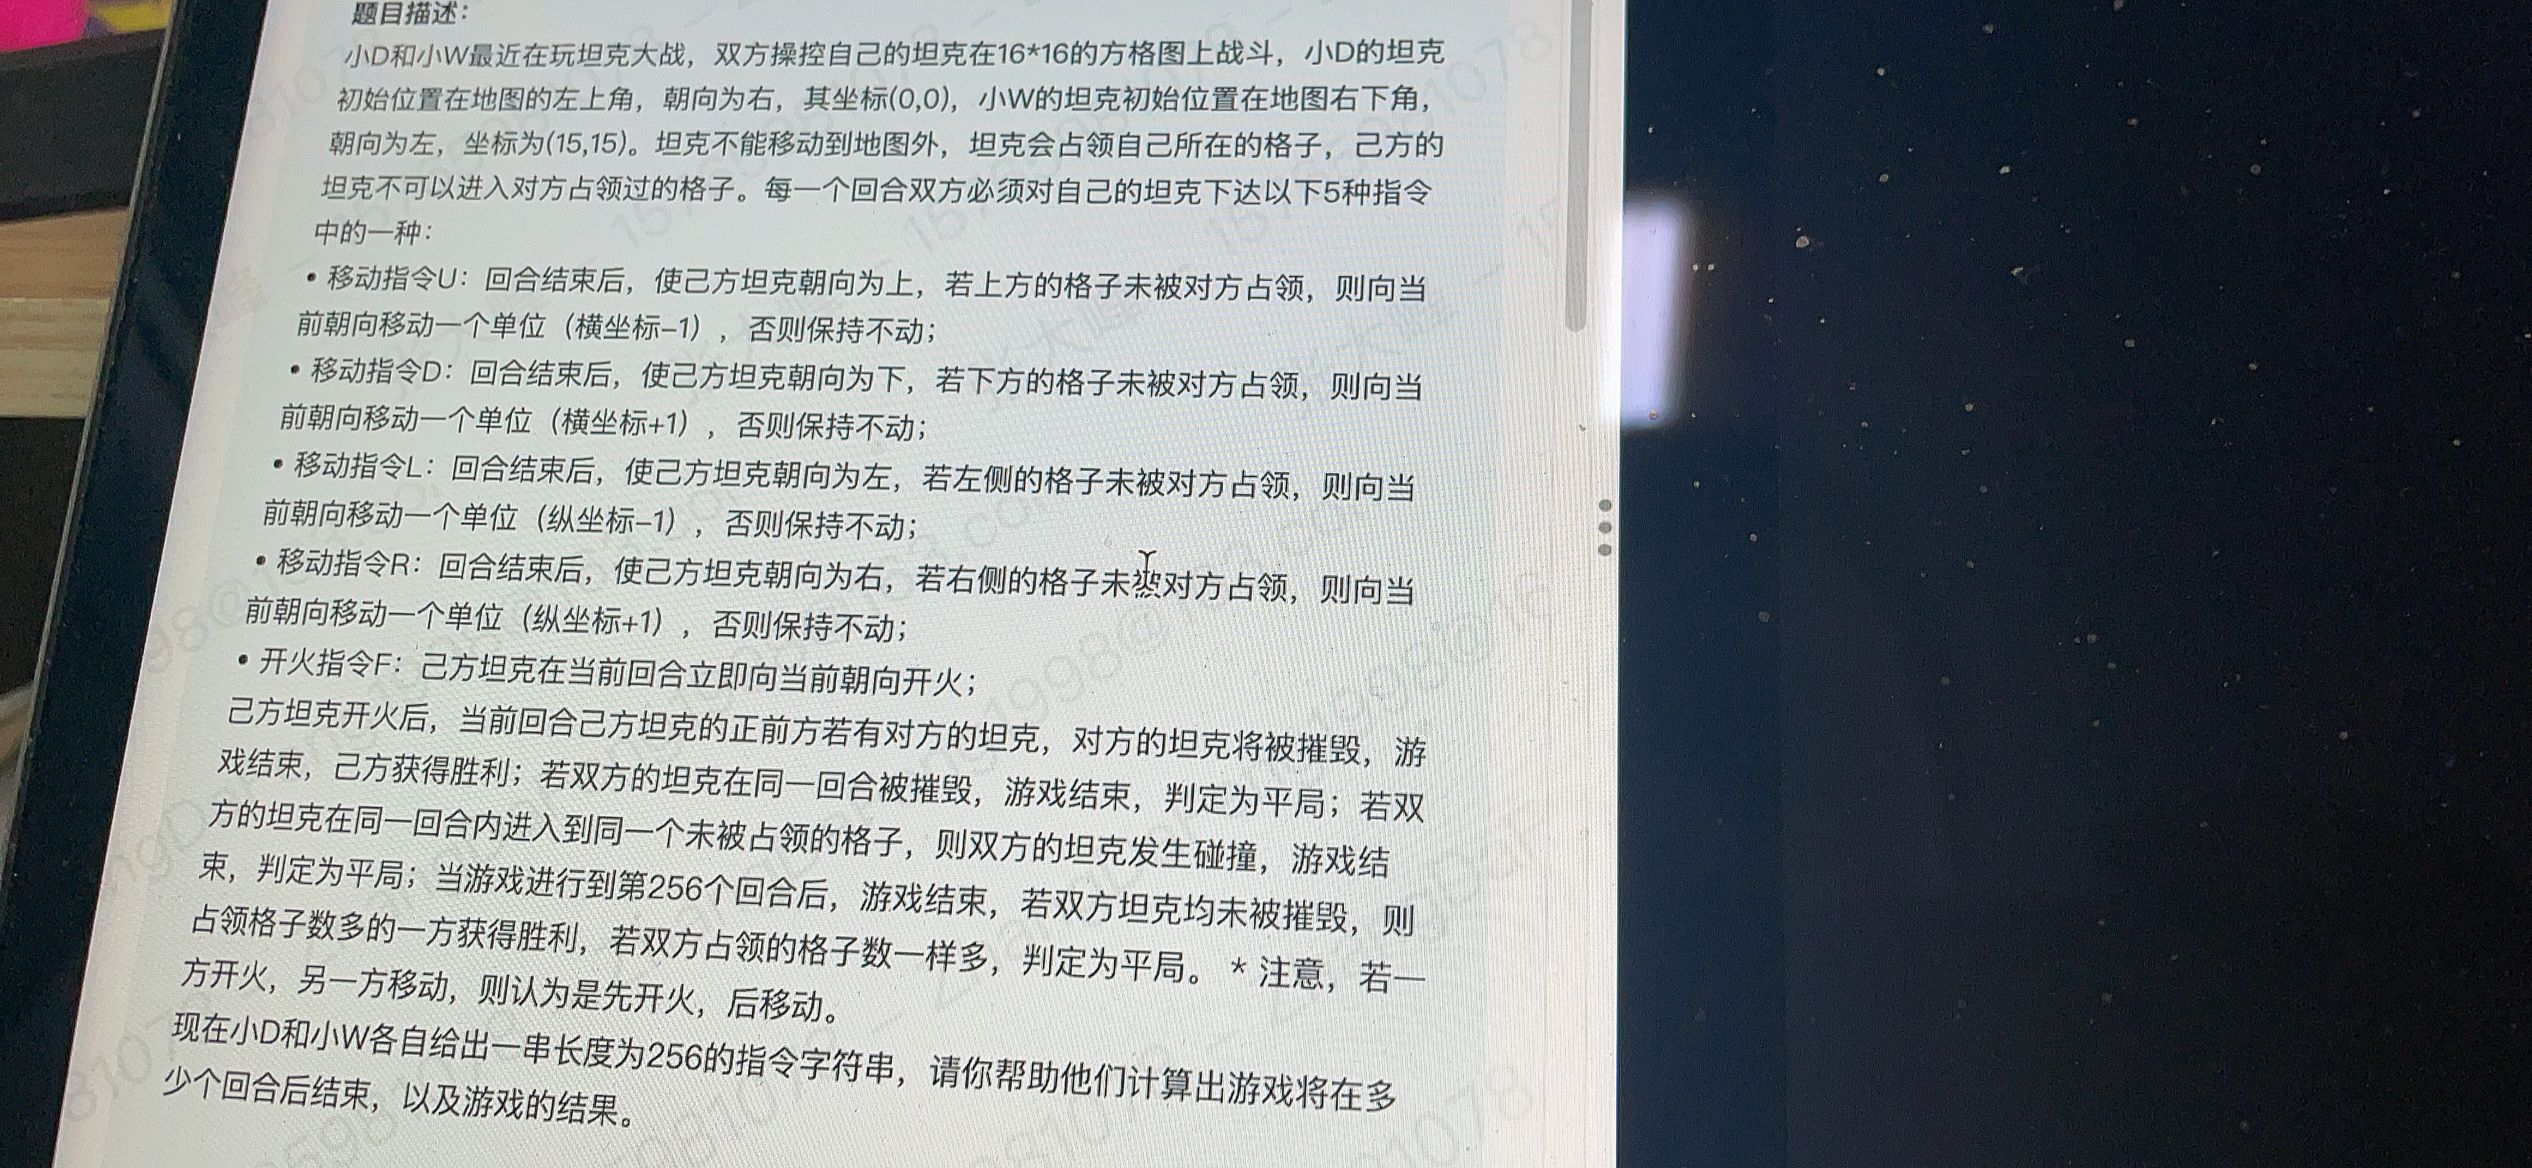 题目描述：
小D和小W最近在玩坦克大战，双方操控自己的坦克在16*16的方格图上战斗，小D的坦克
初始位置在地图的左上角，朝向为右，其坐标(0,0)，小W的坦克初始位置在地图右下角，
朝向为左，坐标为(15,15)。坦克不能移动到地图外，坦克会占领自己所在的格子，己方的
坦克不可以进入对方占领过的格子。每一个回合双方必须对自己的坦克下达以下5种指令
中的一种：
• 移动指令U：回合结束后，使己方坦克朝向为上，若上方的格子未被对方占领，则向当
前朝向移动一个单位（横坐标-1），否则保持不动；
• 移动指令D：回合结束后，使己方坦克朝向为下，若下方的格子未被对方占领，则向当
前朝向移动一个单位（横坐标+1），否则保持不动；
• 移动指令L：回合结束后，使己方坦克朝向为左，若左侧的格子未被对方占领，则向当
前朝向移动一个单位（纵坐标-1），否则保持不动；
• 移动指令R：回合结束后，使己方坦克朝向为右，若右侧的格子未被对方占领，则向当
前朝向移动一个单位（纵坐标+1），否则保持不动；
• 开火指令F：己方坦克在当前回合立即向当前朝向开火；
己方坦克开火后，当前回合己方坦克的正前方若有对方的坦克，对方的坦克将被摧毁，游
戏结束，己方获得胜利；若双方的坦克在同一回合被摧毁，游戏结束，判定为平局；若双
方的坦克在同一回合内进入到同一个未被占领的格子，则双方的坦克发生碰撞，游戏结
束，判定为平局；当游戏进行到第256个回合后，游戏结束，若双方坦克均未被摧毁，则
占领格子数多的一方获得胜利，若双方占领的格子数一样多，判定为平局。 * 注意，若一
方开火，另一方移动，则认为是先开火，后移动。
现在小D和小W各自给出一串长度为256的指令字符串，请你帮助他们计算出游戏将在多
少个回合后结束，以及游戏的结果。